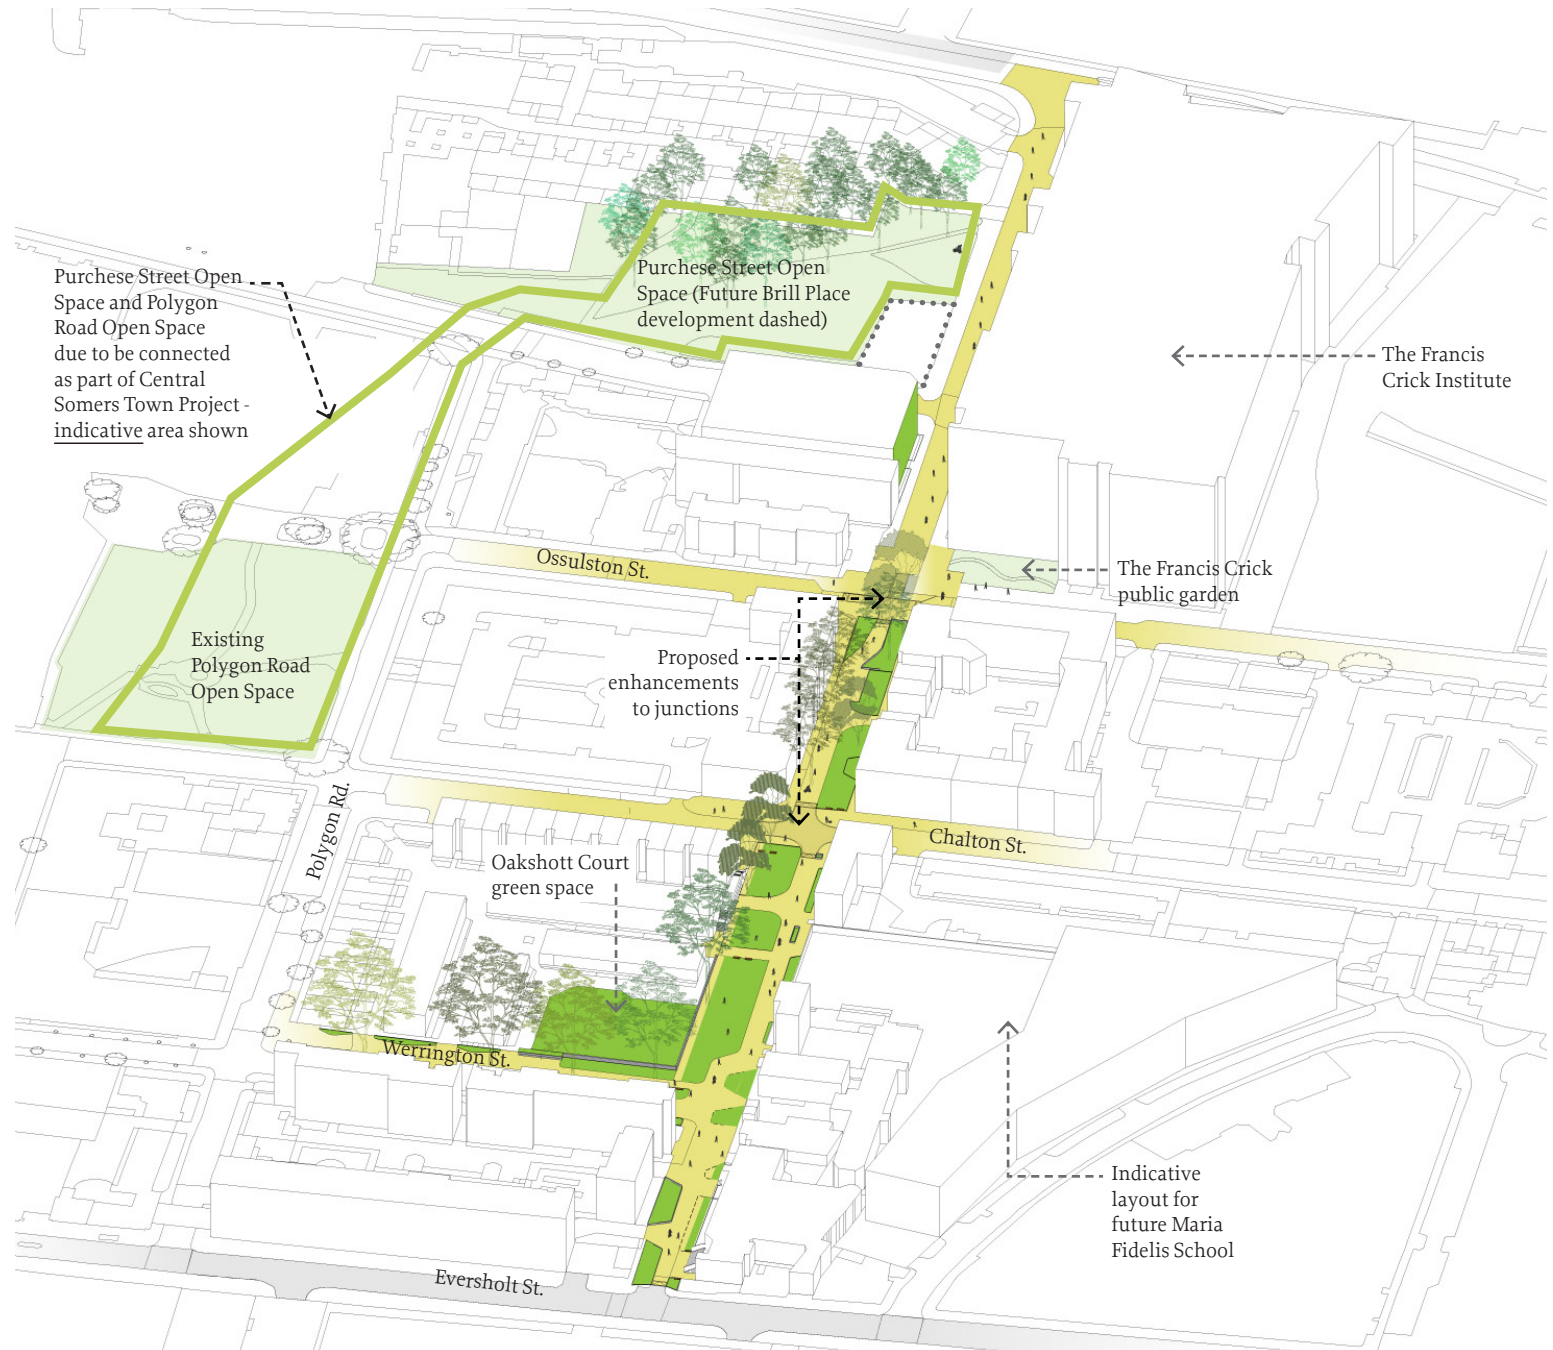 Purchese Street Open
Space and Polygon
Road Open Space
due to be connected
as part of Central
Somers Town Project -
indicative area shown
Purchese Street Open
Space (Future Brill Place
development dashed)
The Francis
Crick Institute
Ossulston St.
The Francis Crick
public garden
Existing
Polygon Road
Open Space
Proposed
enhancements
to junctions
Polygon Rd.
Chalton St.
Oakshott Court
green space
Werrington St.
Indicative
layout for
future Maria
Fidelis School
Eversholt St.